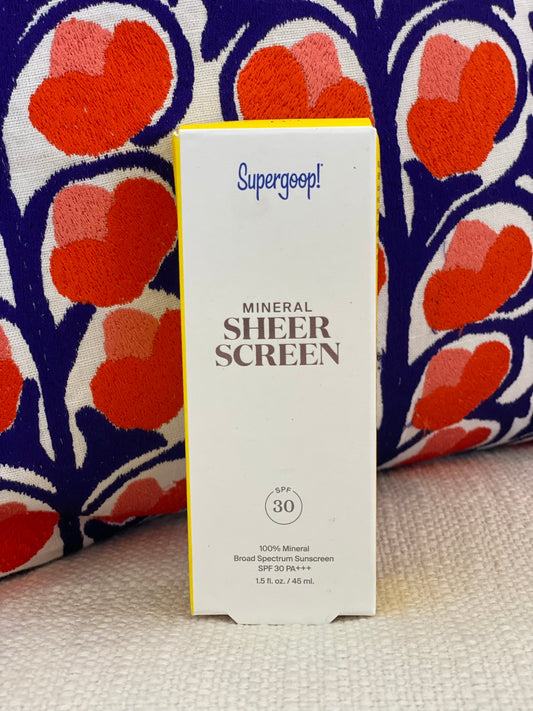 Supergoop!
MINERAL
SHEER
SCREEN
SPF
30
100% Mineral
Broad Spectrum Sunscreen
SPF 30 PA+++
1.5 fl. oz. / 45 ml.